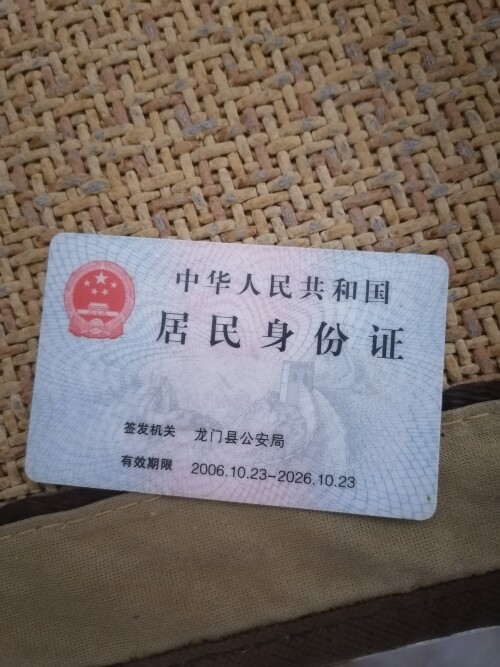 中华人民共和国
居民身份证
签发机关 龙门县公安局
有效期限 2006.10.23-2026.10.23